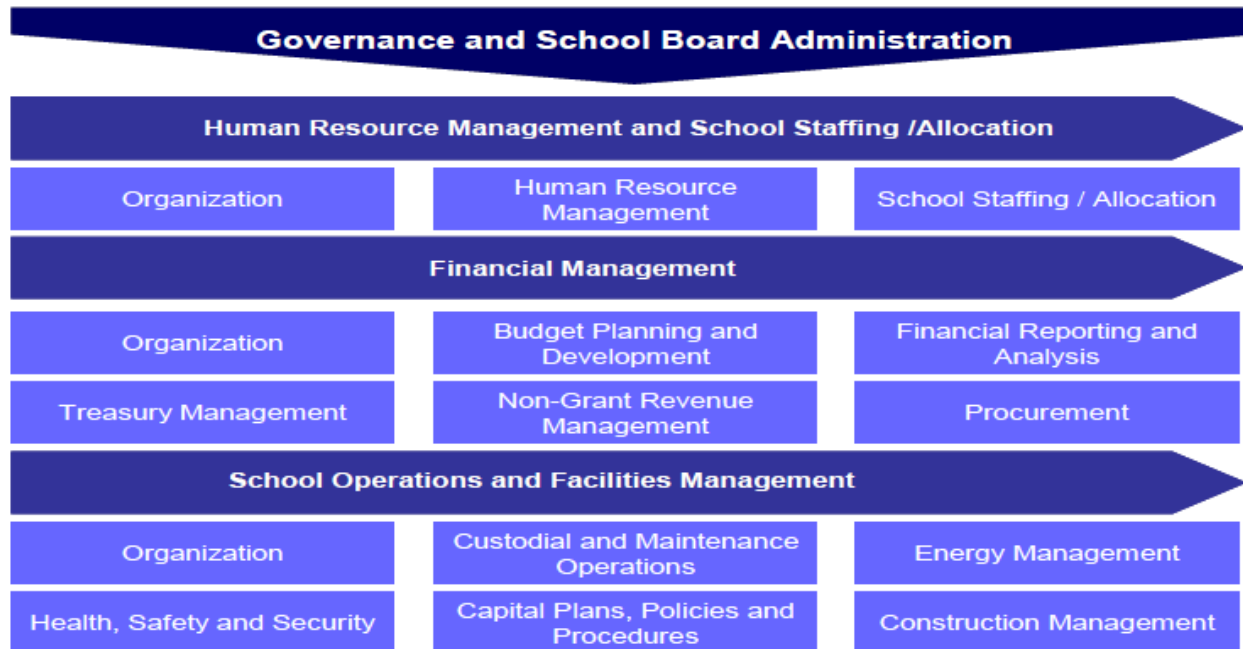 Governance and School Board Administration
Human Resource Management and School Staffing /Allocation
Organization
Human Resource
Management
School Staffing / Allocation
Financial Management
Organization
Budget Planning and
Development
Financial Reporting and
Analysis
Treasury Management
Non-Grant Revenue
Management
Procurement
School Operations and Facilities Management
Organization
Custodial and Maintenance
Operations
Energy Management
Health, Safety and Security
Capital Plans, Policies and
Procedures
Construction Management